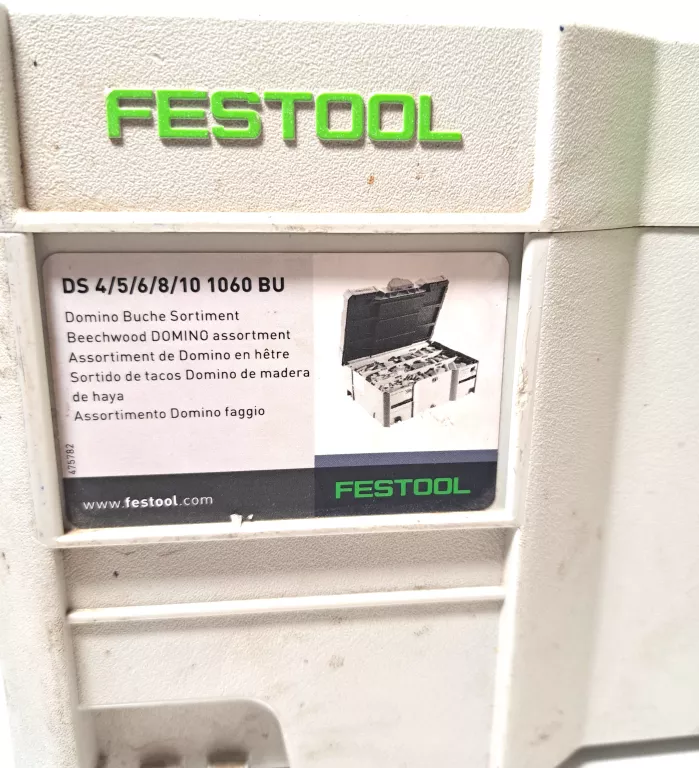 FESTOOL
DS 4/5/6/8/10 1060 BU
Domino Buche Sortiment
Beechwood DOMINO assortment
Assortiment de Domino en hêtre
Sortido de tacos Domino de madera
de haya
Assortimento Domino faggio
475782
www.festool.com
FESTOOL